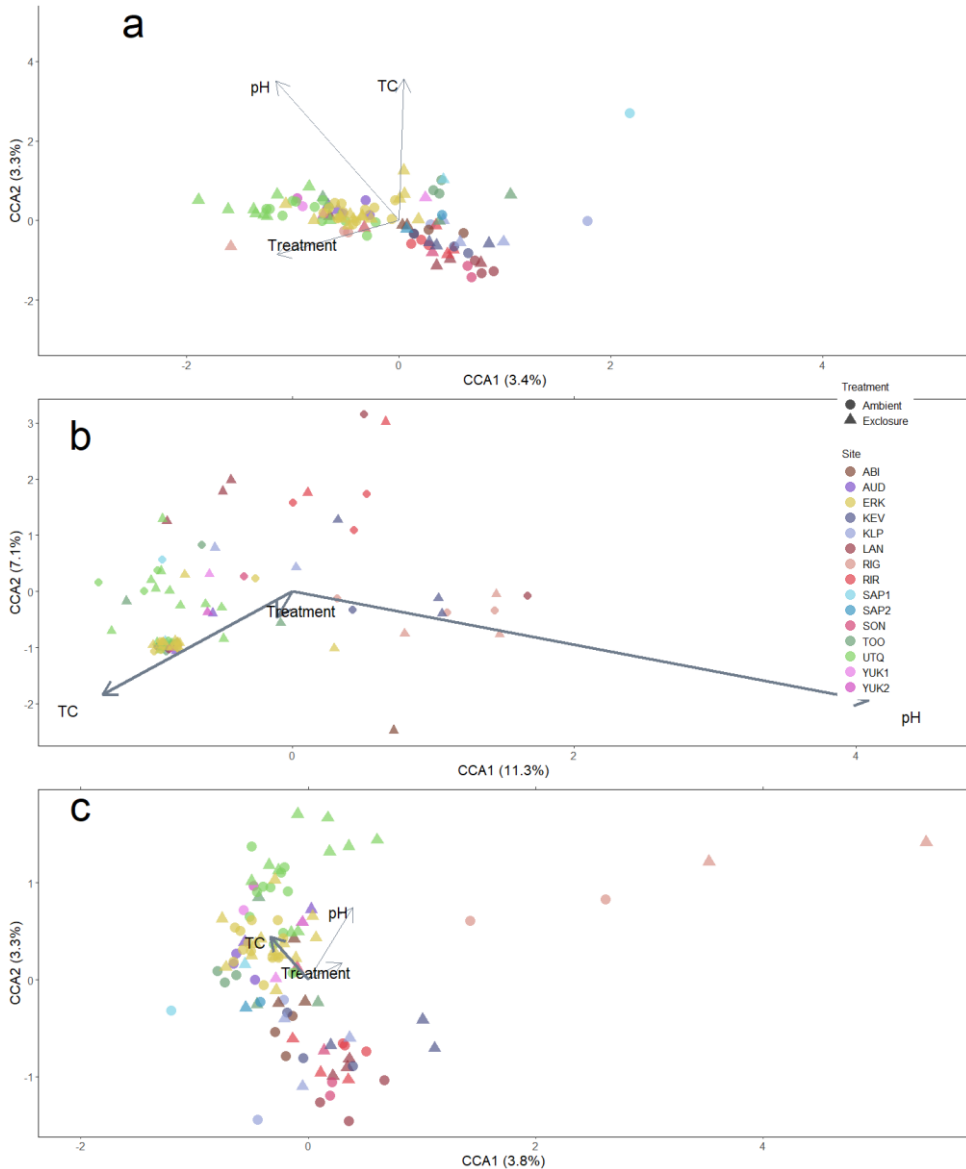 a
4
2
0
-2
pH
TC
Treatment
CCA2 (3.3%)
-2
0
2
4
CCA1 (3.4%)
b
3
2
1
0
-1
-2
Treatment
TC
pH
CCA2 (7.1%)
0
2
4
CCA1 (11.3%)
Treatment
Ambient
Exclosure
Site
ABI
AUD
ERK
KEV
KLP
LAN
RIG
RIR
SAP1
SAP2
SON
TOO
UTQ
YUK1
YUK2
c
1
0
-1
pH
TC
Treatment
CCA2 (3.3%)
-2
0
2
4
CCA1 (3.8%)